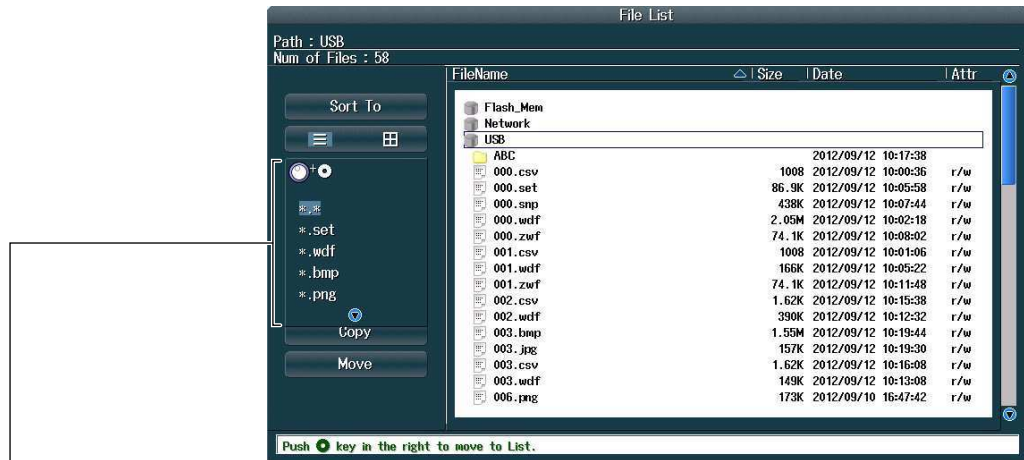 File List
Path : USB
Num of Files : 58
FileName Size Date Attr
Sort To
*.*
*.set
*.wdf
*.bmp
*.png
Copy
Move
Flash_Mem
Network
USB
ABC 2012/09/12 10:17:38
000.csv 1008 2012/09/12 10:00:36 r/w
000.set 86.9K 2012/09/12 10:05:58 r/w
000.snp 438K 2012/09/12 10:07:44 r/w
000.wdf 2.05M 2012/09/12 10:02:18 r/w
000.zwf 74.1K 2012/09/12 10:08:02 r/w
001.csv 1008 2012/09/12 10:01:06 r/w
001.wdf 166K 2012/09/12 10:05:22 r/w
001.zwf 74.1K 2012/09/12 10:11:48 r/w
002.csv 1.62K 2012/09/12 10:15:38 r/w
002.wdf 390K 2012/09/12 10:12:32 r/w
003.bmp 1.55M 2012/09/12 10:19:44 r/w
003.jpg 157K 2012/09/12 10:19:30 r/w
003.csv 1.62K 2012/09/12 10:16:08 r/w
003.wdf 149K 2012/09/12 10:13:08 r/w
006.png 173K 2012/09/10 16:47:42 r/w
Push key in the right to move to List.